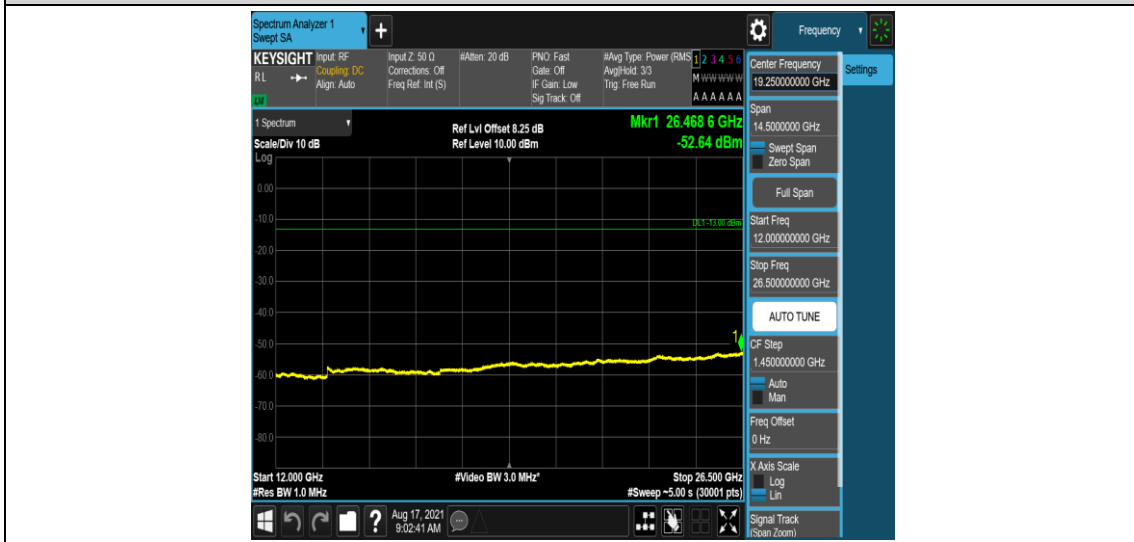 Spectrum Analyzer 1
Swept SA
+
Frequency
KEYSIGHT
RL
LXI
Input: RF
Coupling: DC
Align: Auto
Input Z: 50 Ω
Corrections: Off
Freq Ref: Int (S)
#Atten: 20 dB
PNO: Fast
Gate: Off
IF Gain: Low
Sig Track: Off
#Avg Type: Power (RMS
Avg|Hold: 3/3
Trig: Free Run
1 2 3 4 5 6
M W W W W W
A A A A A A
1 Spectrum
Scale/Div 10 dB
Log
Ref Lvl Offset 8.25 dB
Ref Level 10.00 dBm
Mkr1 26.468 6 GHz
-52.64 dBm
0.00
-10.0
DL1 -13.00 dBm
-20.0
-30.0
-40.0
1
-50.0
-60.0
-70.0
-80.0
Start 12.000 GHz
#Res BW 1.0 MHz
#Video BW 3.0 MHz*
Stop 26.500 GHz
#Sweep ~5.00 s (30001 pts)
Center Frequency
19.250000000 GHz
Settings
Span
14.5000000 GHz
Swept Span
Zero Span
Full Span
Start Freq
12.000000000 GHz
Stop Freq
26.500000000 GHz
AUTO TUNE
CF Step
1.450000000 GHz
Auto
Man
Freq Offset
0 Hz
X Axis Scale
Log
Lin
Signal Track
(Span Zoom)
?
Aug 17, 2021
9:02:41 AM